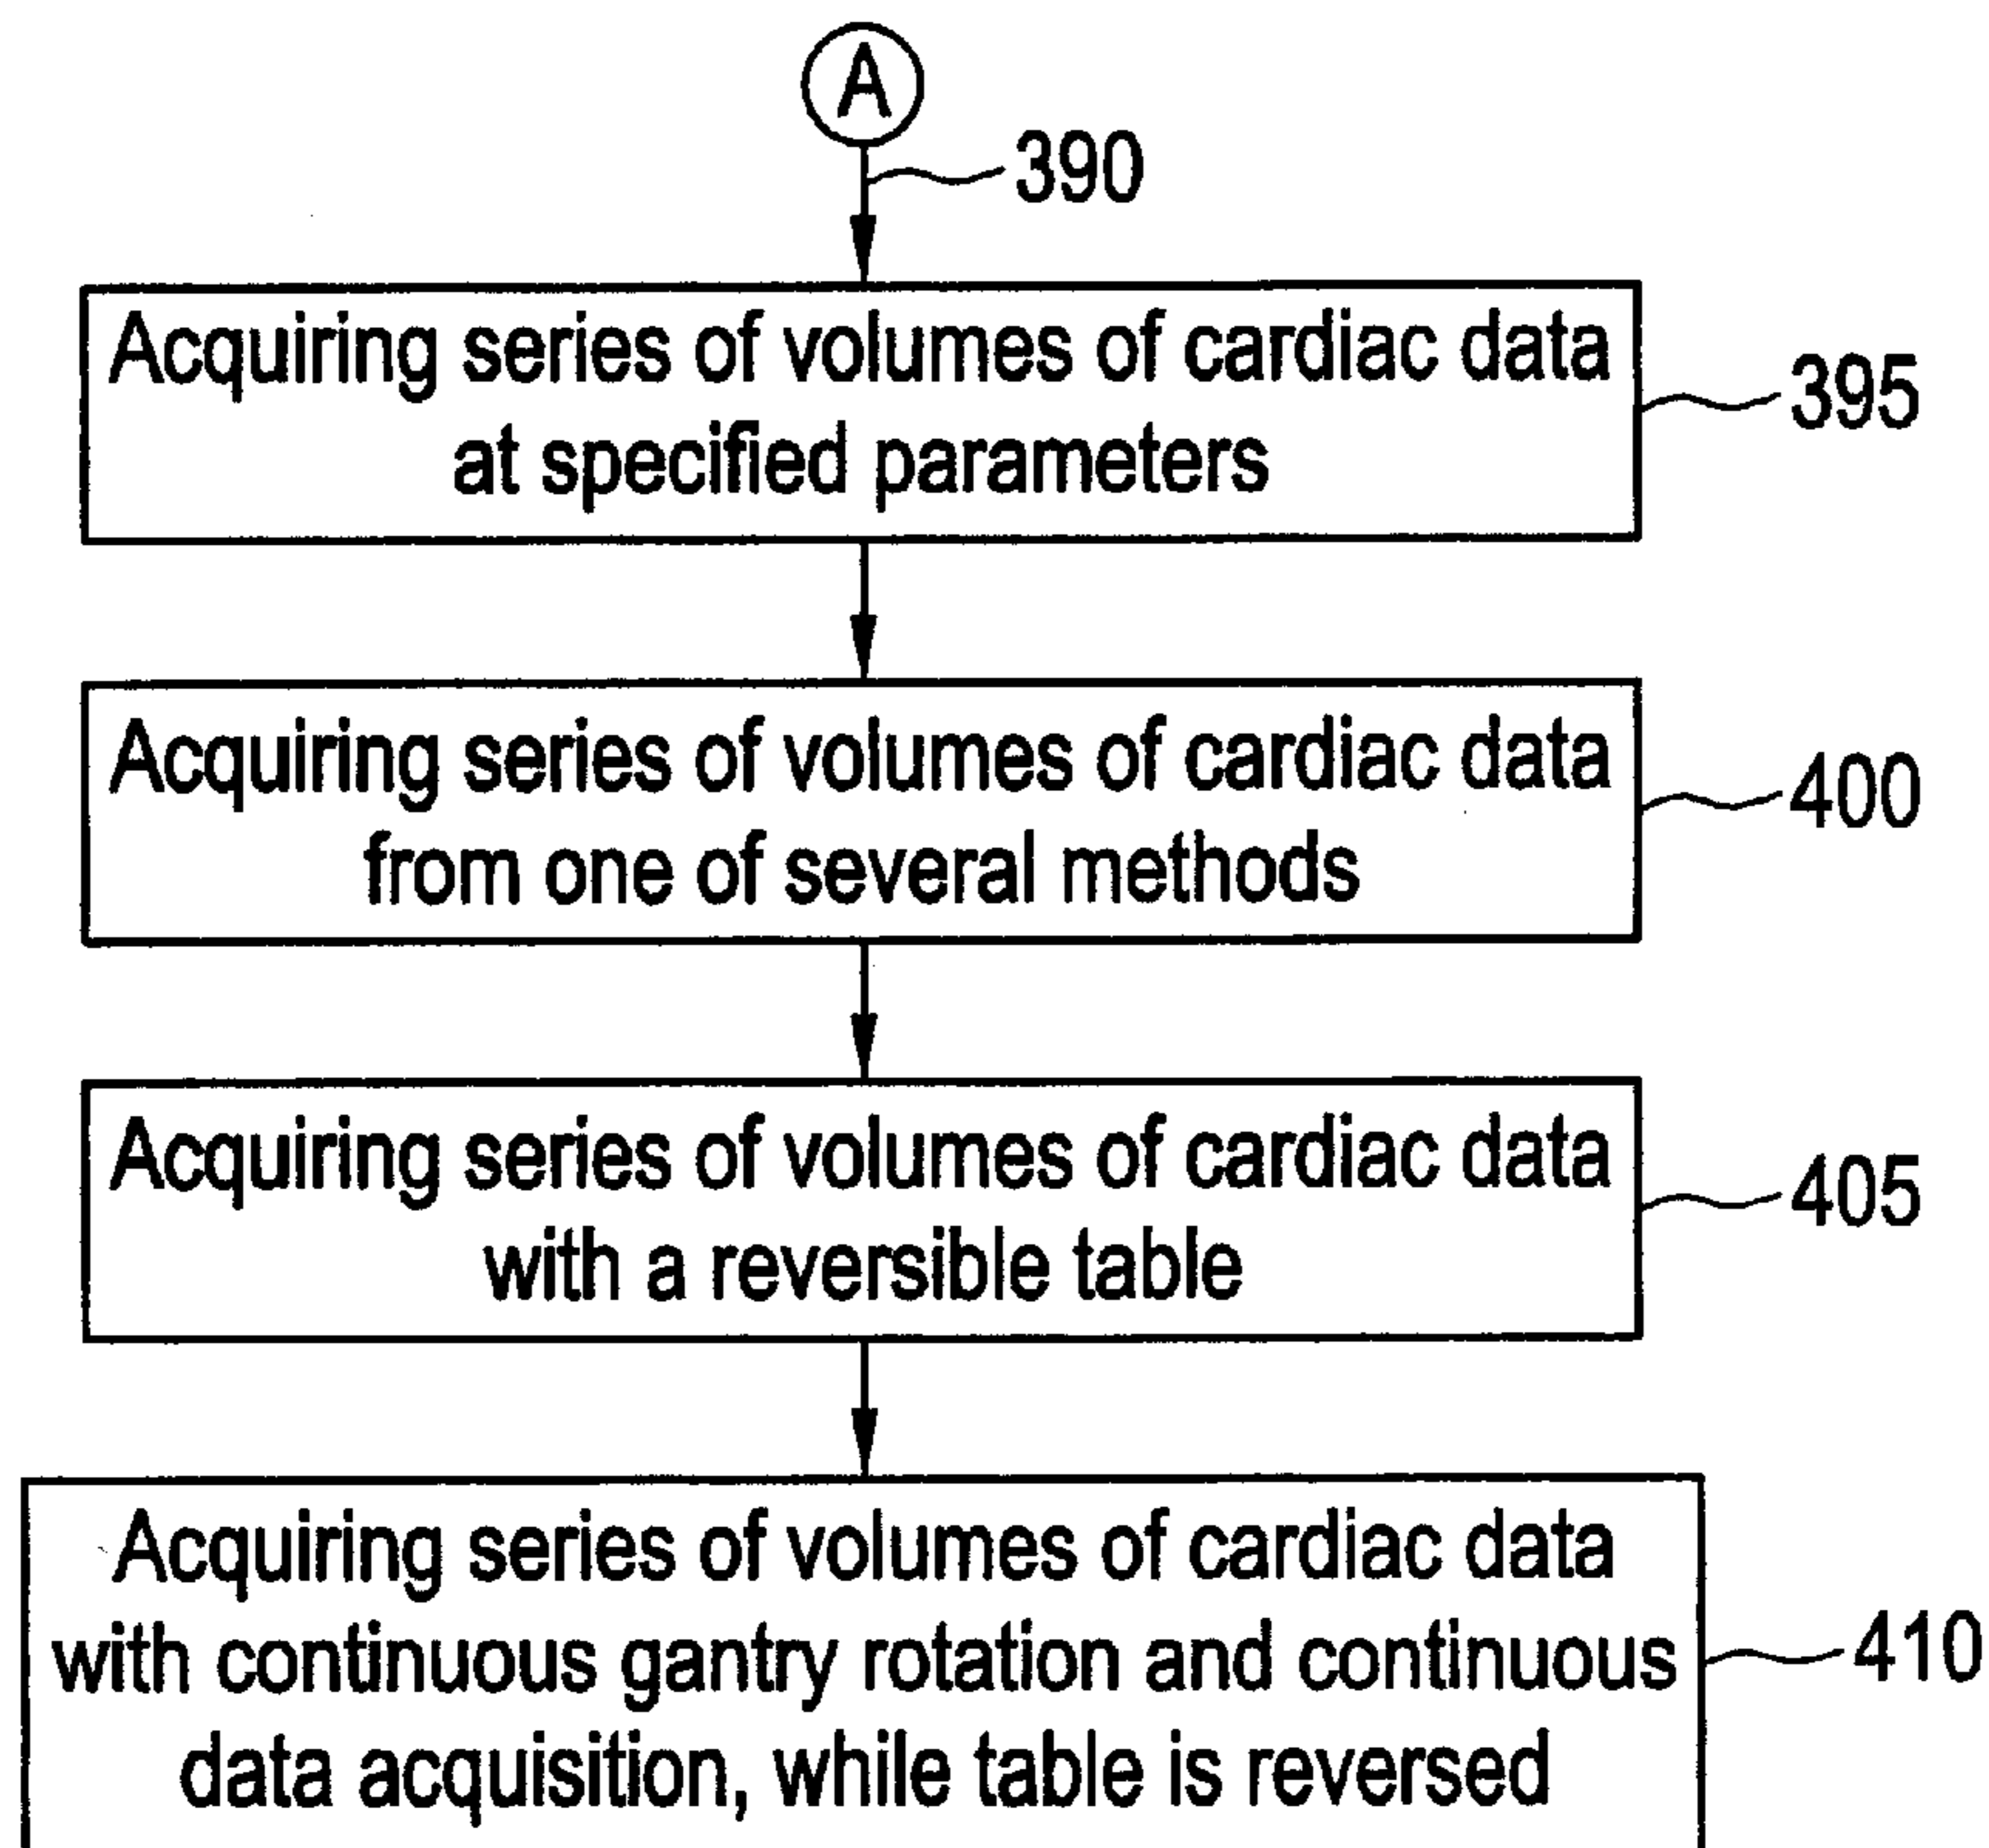 A
390
Acquiring series of volumes of cardiac data
at specified parameters
395
Acquiring series of volumes of cardiac data
from one of several methods
400
Acquiring series of volumes of cardiac data
with a reversible table
405
Acquiring series of volumes of cardiac data
with continuous gantry rotation and continuous
data acquisition, while table is reversed
410